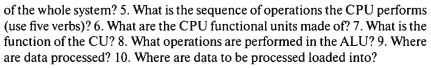 of the whole system? 5. What is the sequence of operations the CPU performs
(use five verbs)? 6. What are the CPU functional units made of? 7. What is the
function of the CU? 8. What operations are performed in the ALU? 9. Where
are data processed? 10. Where are data to be processed loaded into?